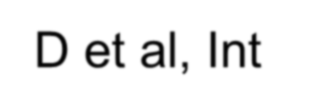 D et al, Int